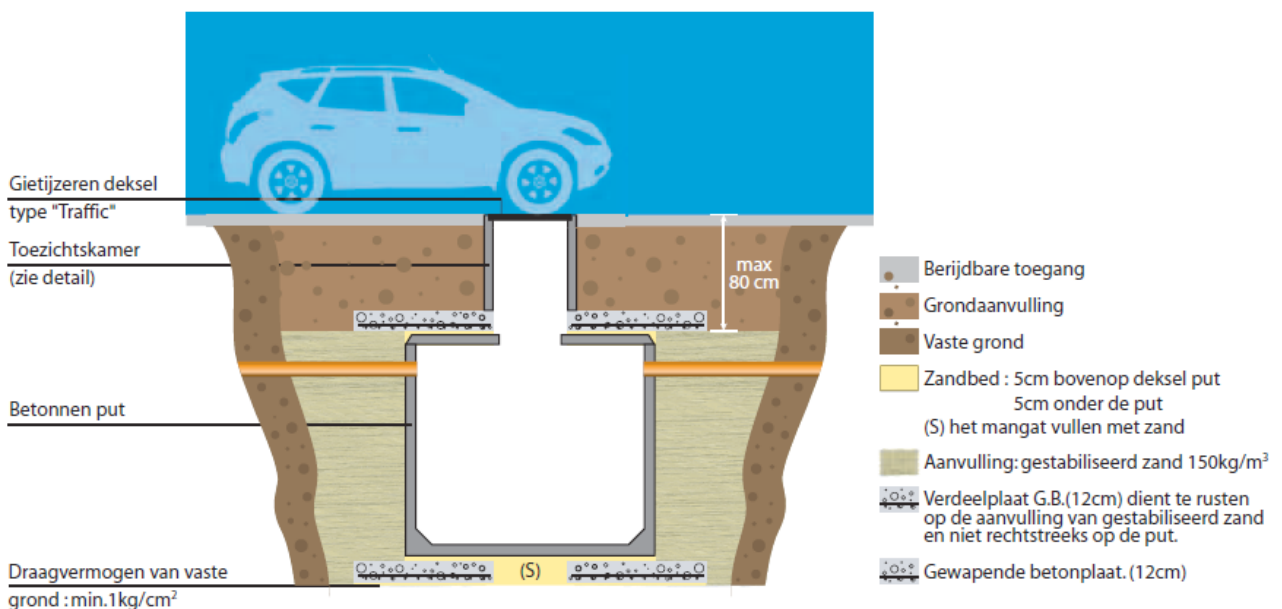 Gietijzeren deksel
type "Traffic"
Toezichtskamer
(zie detail)
Betonnen put
Draagvermogen van vaste
grond : min.1kg/cm²
max
80 cm
(S)
Berijdbare toegang
Grondaanvulling
Vaste grond
Zandbed : 5cm bovenop deksel put
5cm onder de put
(S) het mangat vullen met zand
Aanvulling: gestabiliseerd zand 150kg/m³
Verdeelplaat G.B.(12cm) dient te rusten
op de aanvulling van gestabiliseerd zand
en niet rechtstreeks op de put.
Gewapende betonplaat. (12cm)